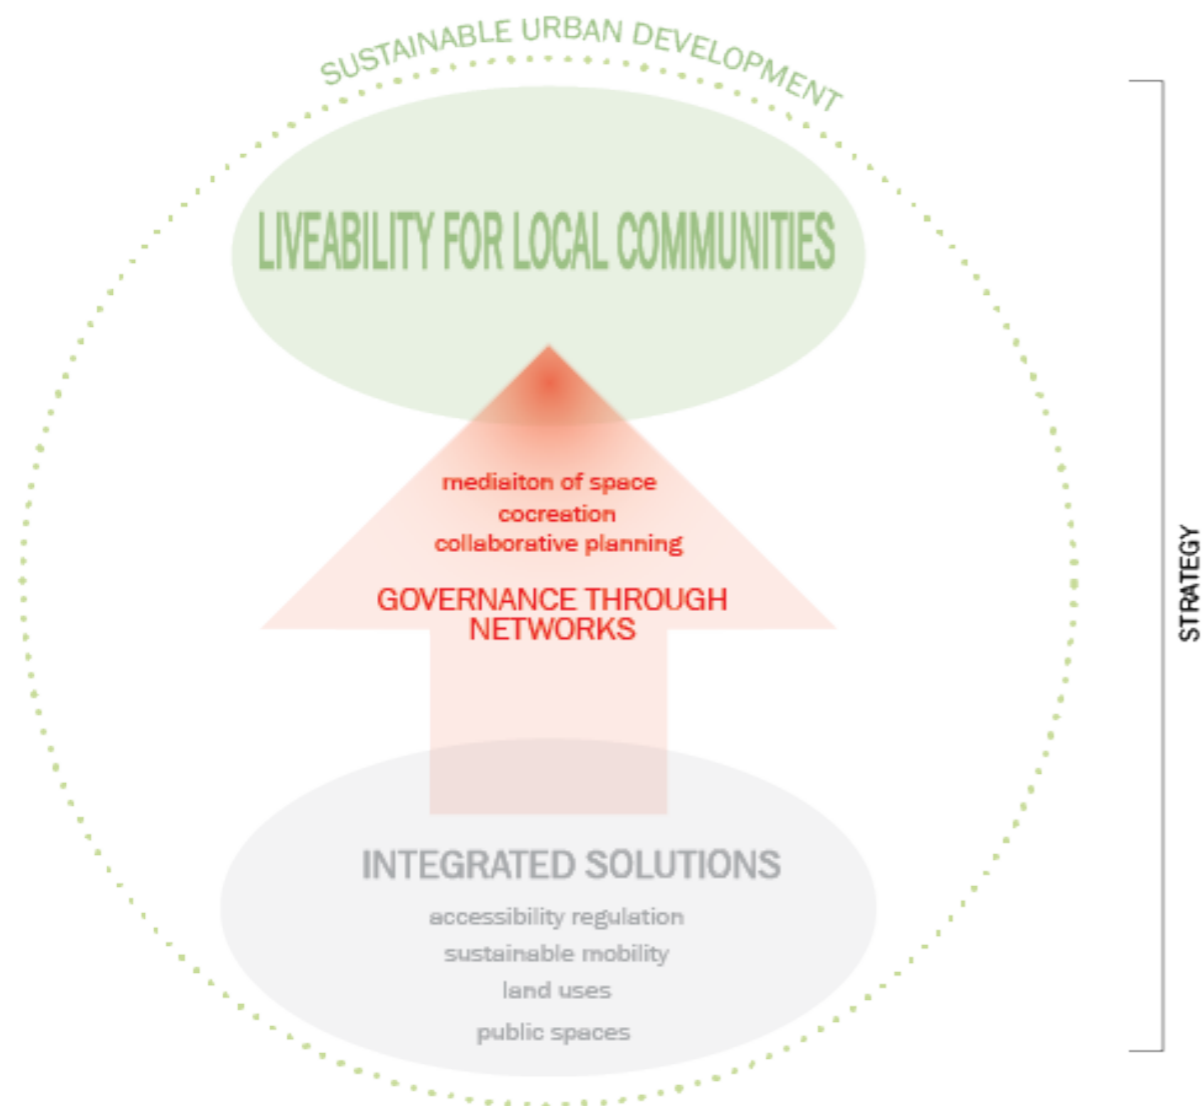 SUSTAINABLE URBAN DEVELOPMENT
LIVEABILITY FOR LOCAL COMMUNITIES
mediaiton of space
cocreation
collaborative planning
GOVERNANCE THROUGH
NETWORKS
INTEGRATED SOLUTIONS
accessibility regulation
sustainable mobility
land uses
public spaces
STRATEGY